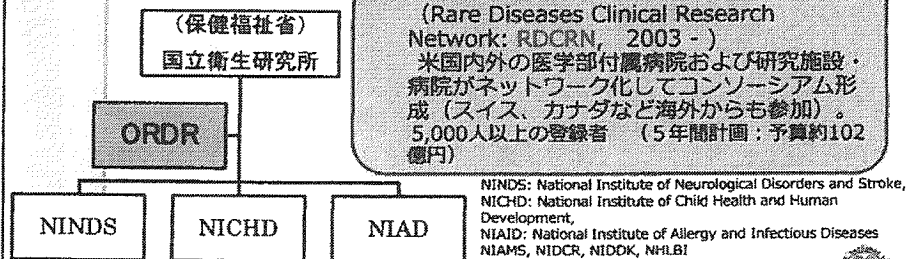 （保健福祉省）
国立衛生研究所
ORDR
NINDS
NICHD
NIAD
（Rare Diseases Clinical Research
Network: RDCRN,　2003 - ）
米国内外の医学部付属病院および研究施設・
病院がネットワーク化してコンソーシアム形
成（スイス、カナダなど海外からも参加）。
5,000人以上の登録者　（５年間計画：予算約102
億円）
NINDS: National Institute of Neurological Disorders and Stroke,
NICHD: National Institute of Child Health and Human
Development,
NIAID: National Institute of Allergy and Infectious Diseases
NIAMS, NIDCR, NIDDK, NHLBI